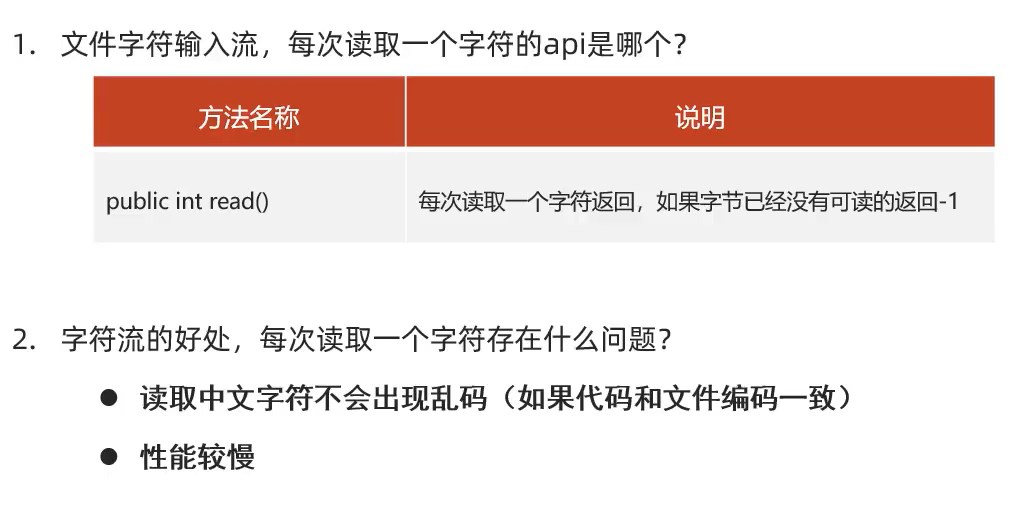 1. 文件字符输入流，每次读取一个字符的api是哪个？
方法名称 说明
public int read() 每次读取一个字符返回，如果字节已经没有可读的返回-1
2. 字符流的好处，每次读取一个字符存在什么问题？
● 读取中文字符不会出现乱码（如果代码和文件编码一致）
● 性能较慢